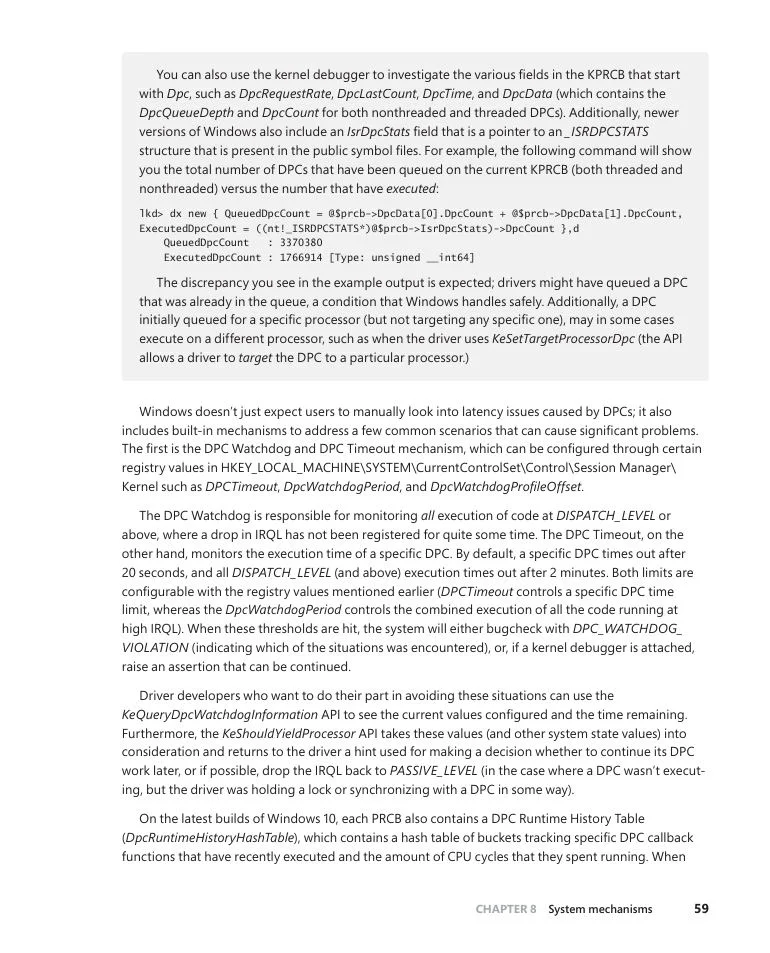 You can also use the kernel debugger to investigate the various fields in the KPRCB that start
with Dpc, such as DpcRequestRate, DpcLastCount, DpcTime, and DpcData (which contains the
DpcQueueDepth and DpcCount for both nonthreaded and threaded DPCs). Additionally, newer
versions of Windows also include an IsrDpcStats field that is a pointer to an _ISRDPCSTATS
structure that is present in the public symbol files. For example, the following command will show
you the total number of DPCs that have been queued on the current KPRCB (both threaded and
nonthreaded) versus the number that have executed:
lkd> dx new { QueuedDpcCount = @$prcb->DpcData[0].DpcCount + @$prcb->DpcData[1].DpcCount,
ExecutedDpcCount = ((nt!_ISRDPCSTATS*)@$prcb->IsrDpcStats)->DpcCount },d
    QueuedDpcCount   : 3370380
    ExecutedDpcCount : 1766914 [Type: unsigned __int64]
The discrepancy you see in the example output is expected; drivers might have queued a DPC
that was already in the queue, a condition that Windows handles safely. Additionally, a DPC
initially queued for a specific processor (but not targeting any specific one), may in some cases
execute on a different processor, such as when the driver uses KeSetTargetProcessorDpc (the API
allows a driver to target the DPC to a particular processor.)
Windows doesn't just expect users to manually look into latency issues caused by DPCs; it also
includes built-in mechanisms to address a few common scenarios that can cause significant problems.
The first is the DPC Watchdog and DPC Timeout mechanism, which can be configured through certain
registry values in HKEY_LOCAL_MACHINE\SYSTEM\CurrentControlSet\Control\Session Manager\
Kernel such as DPCTimeout, DpcWatchdogPeriod, and DpcWatchdogProfileOffset.
The DPC Watchdog is responsible for monitoring all execution of code at DISPATCH_LEVEL or
above, where a drop in IRQL has not been registered for quite some time. The DPC Timeout, on the
other hand, monitors the execution time of a specific DPC. By default, a specific DPC times out after
20 seconds, and all DISPATCH_LEVEL (and above) execution times out after 2 minutes. Both limits are
configurable with the registry values mentioned earlier (DPCTimeout controls a specific DPC time
limit, whereas the DpcWatchdogPeriod controls the combined execution of all the code running at
high IRQL). When these thresholds are hit, the system will either bugcheck with DPC_WATCHDOG_
VIOLATION (indicating which of the situations was encountered), or, if a kernel debugger is attached,
raise an assertion that can be continued.
Driver developers who want to do their part in avoiding these situations can use the
KeQueryDpcWatchdogInformation API to see the current values configured and the time remaining.
Furthermore, the KeShouldYieldProcessor API takes these values (and other system state values) into
consideration and returns to the driver a hint used for making a decision whether to continue its DPC
work later, or if possible, drop the IRQL back to PASSIVE_LEVEL (in the case where a DPC wasn't execut-
ing, but the driver was holding a lock or synchronizing with a DPC in some way).
On the latest builds of Windows 10, each PRCB also contains a DPC Runtime History Table
(DpcRuntimeHistoryHashTable), which contains a hash table of buckets tracking specific DPC callback
functions that have recently executed and the amount of CPU cycles that they spent running. When
CHAPTER 8 System mechanisms 59